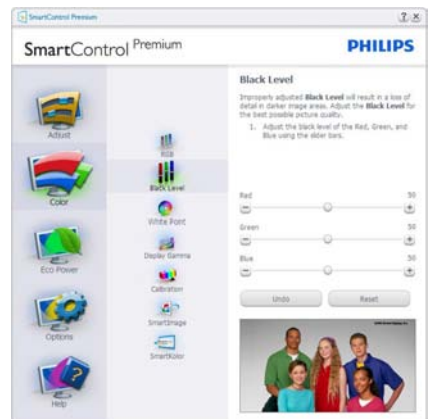 SmartControl Premium
SmartControl Premium
PHILIPS
Adjust
Color
Eco Power
Options
Help
RGB
Black Level
White Point
Display Gamma
Calibration
SmartImage
SmartKolor
Black Level
Improperly adjusted Black Level will result in a loss of
detail in darker image areas. Adjust the Black Level for
the best possible picture quality.
1. Adjust the black level of the Red, Green, and
Blue using the slider bars.
Red 50
Green 50
Blue 50
Undo
Reset